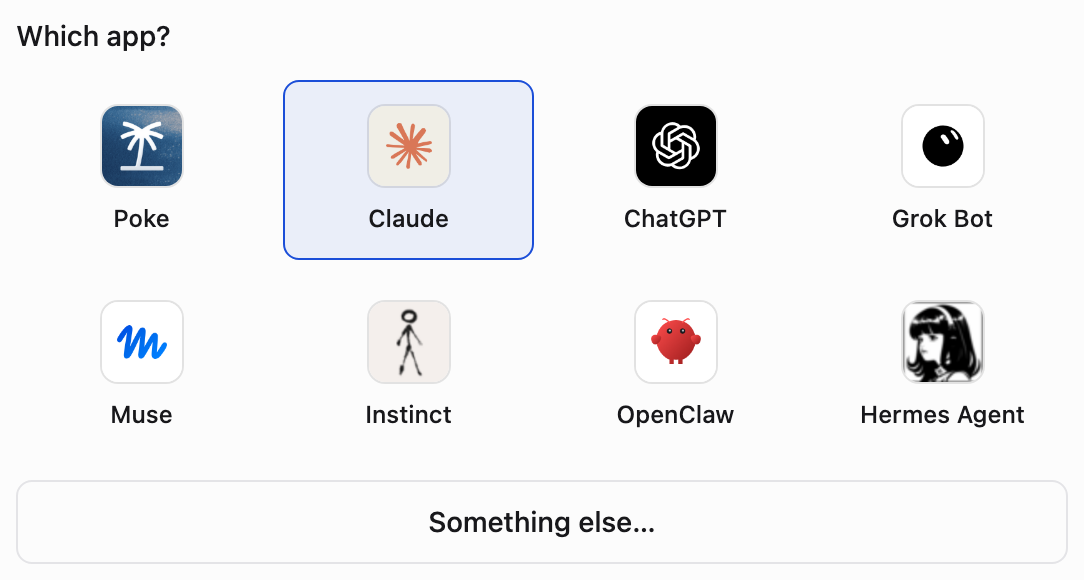 Which app?
Poke
Claude
ChatGPT
Grok Bot
Muse
Instinct
OpenClaw
Hermes Agent
Something else...